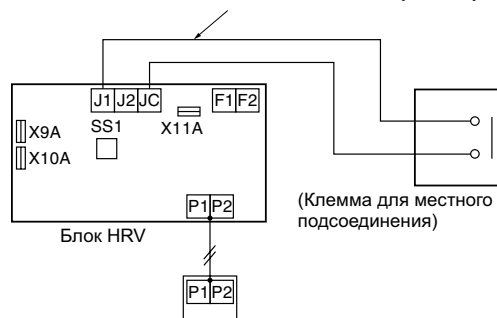 J1 J2 JC
F1 F2
X9A
SS1
X11A
X10A
P1 P2
(Клемма для местного
подсоединения)
Блок HRV
P1 P2